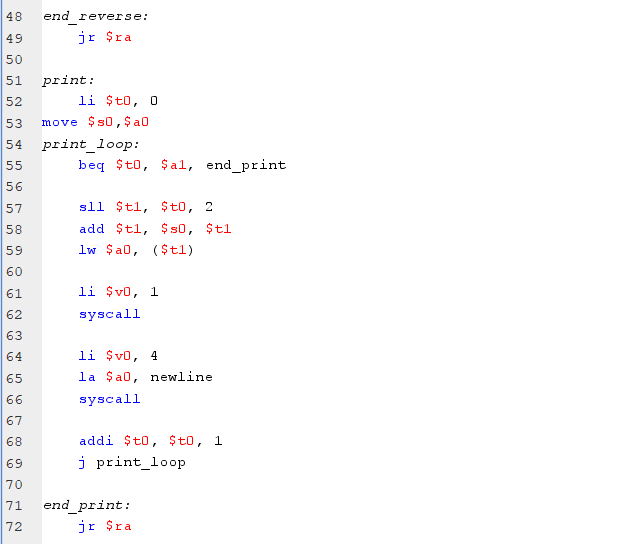 48 end_reverse:
49 jr $ra
50
51 print:
52 li $t0, 0
53 move $s0,$a0
54 print_loop:
55 beq $t0, $a1, end_print
56
57 sll $t1, $t0, 2
58 add $t1, $s0, $t1
59 lw $a0, ($t1)
60
61 li $v0, 1
62 syscall
63
64 li $v0, 4
65 la $a0, newline
66 syscall
67
68 addi $t0, $t0, 1
69 j print_loop
70
71 end_print:
72 jr $ra